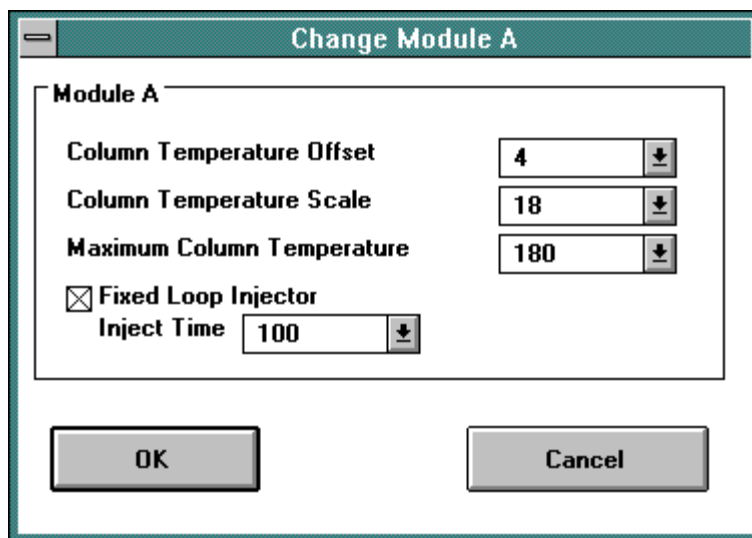 Change Module A
Module A
Column Temperature Offset 4
Column Temperature Scale 18
Maximum Column Temperature 180
Fixed Loop Injector
Inject Time 100
OK Cancel